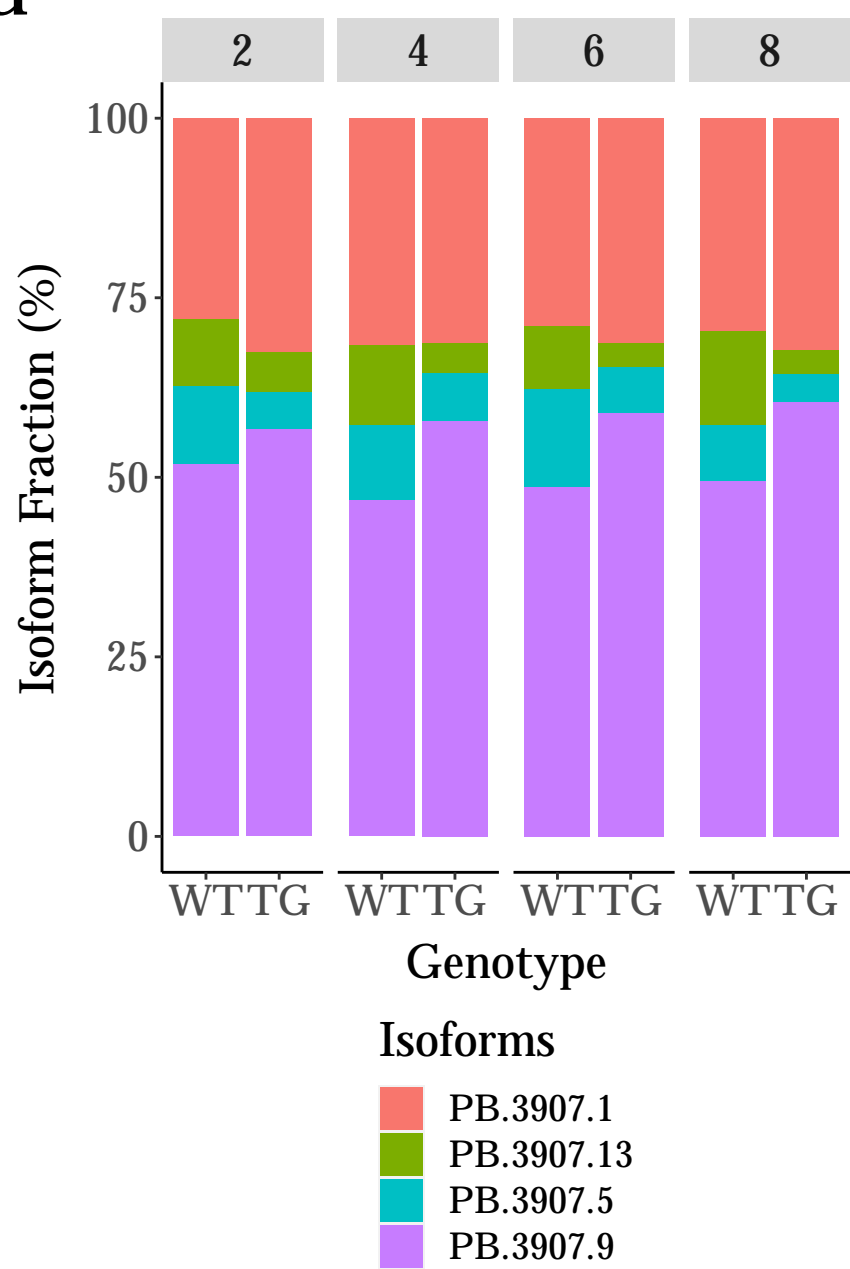 2 4 6 8
100
75
50
25
0
Isoform Fraction (%)
WT TG WT TG WT TG WT TG
Genotype
Isoforms
PB.3907.1
PB.3907.13
PB.3907.5
PB.3907.9